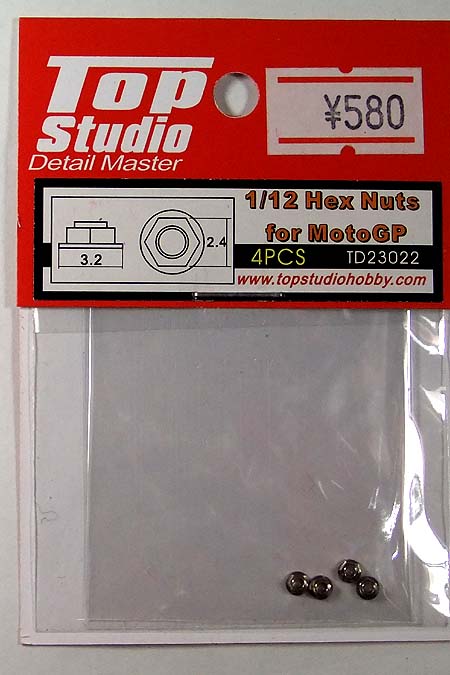 Top
Studio
Detail Master
¥580
1/12 Hex Nuts
for MotoGP
3.2
2.4
4PCS TD23022
www.topstudiohobby.com